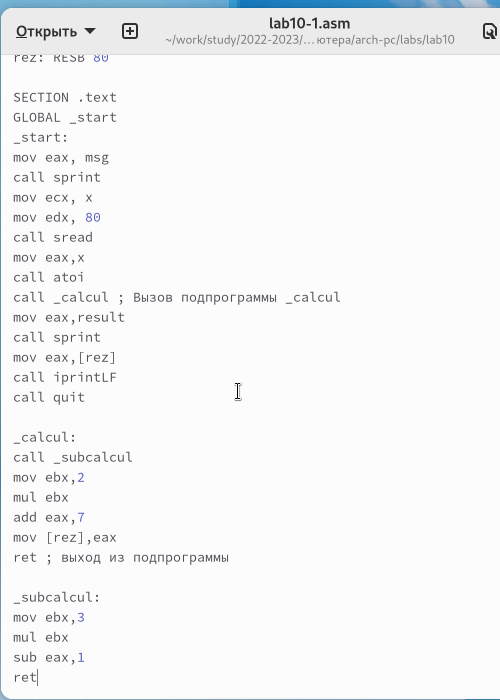 Открыть
lab10-1.asm
~/work/study/2022-2023/…ютера/arch-pc/labs/lab10
rez: RESB 80
SECTION .text
GLOBAL _start
_start:
mov eax, msg
call sprint
mov ecx, x
mov edx, 80
call sread
mov eax,x
call atoi
call _calcul ; Вызов подпрограммы _calcul
mov eax,result
call sprint
mov eax,[rez]
call iprintLF
call quit
_calcul:
call _subcalcul
mov ebx,2
mul ebx
add eax,7
mov [rez],eax
ret ; выход из подпрограммы
_subcalcul:
mov ebx,3
mul ebx
sub eax,1
ret